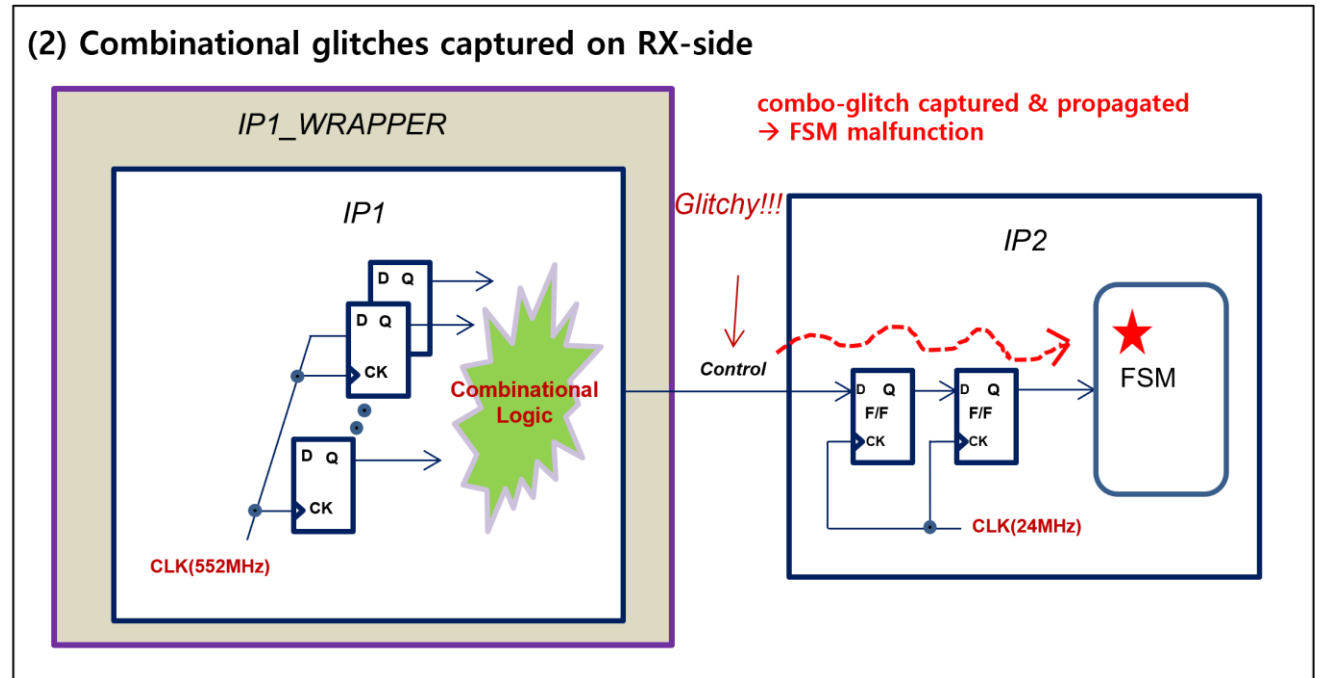 (2) Combinational glitches captured on RX-side
IP1_WRAPPER
combo-glitch captured & propagated
→ FSM malfunction
IP1
Glitchy!!!
IP2
D Q
D Q
CK
Combinational
Logic
Control
D Q
F/F
CK
D Q
F/F
CK
FSM
D Q
CK
CLK(552MHz)
CLK(24MHz)